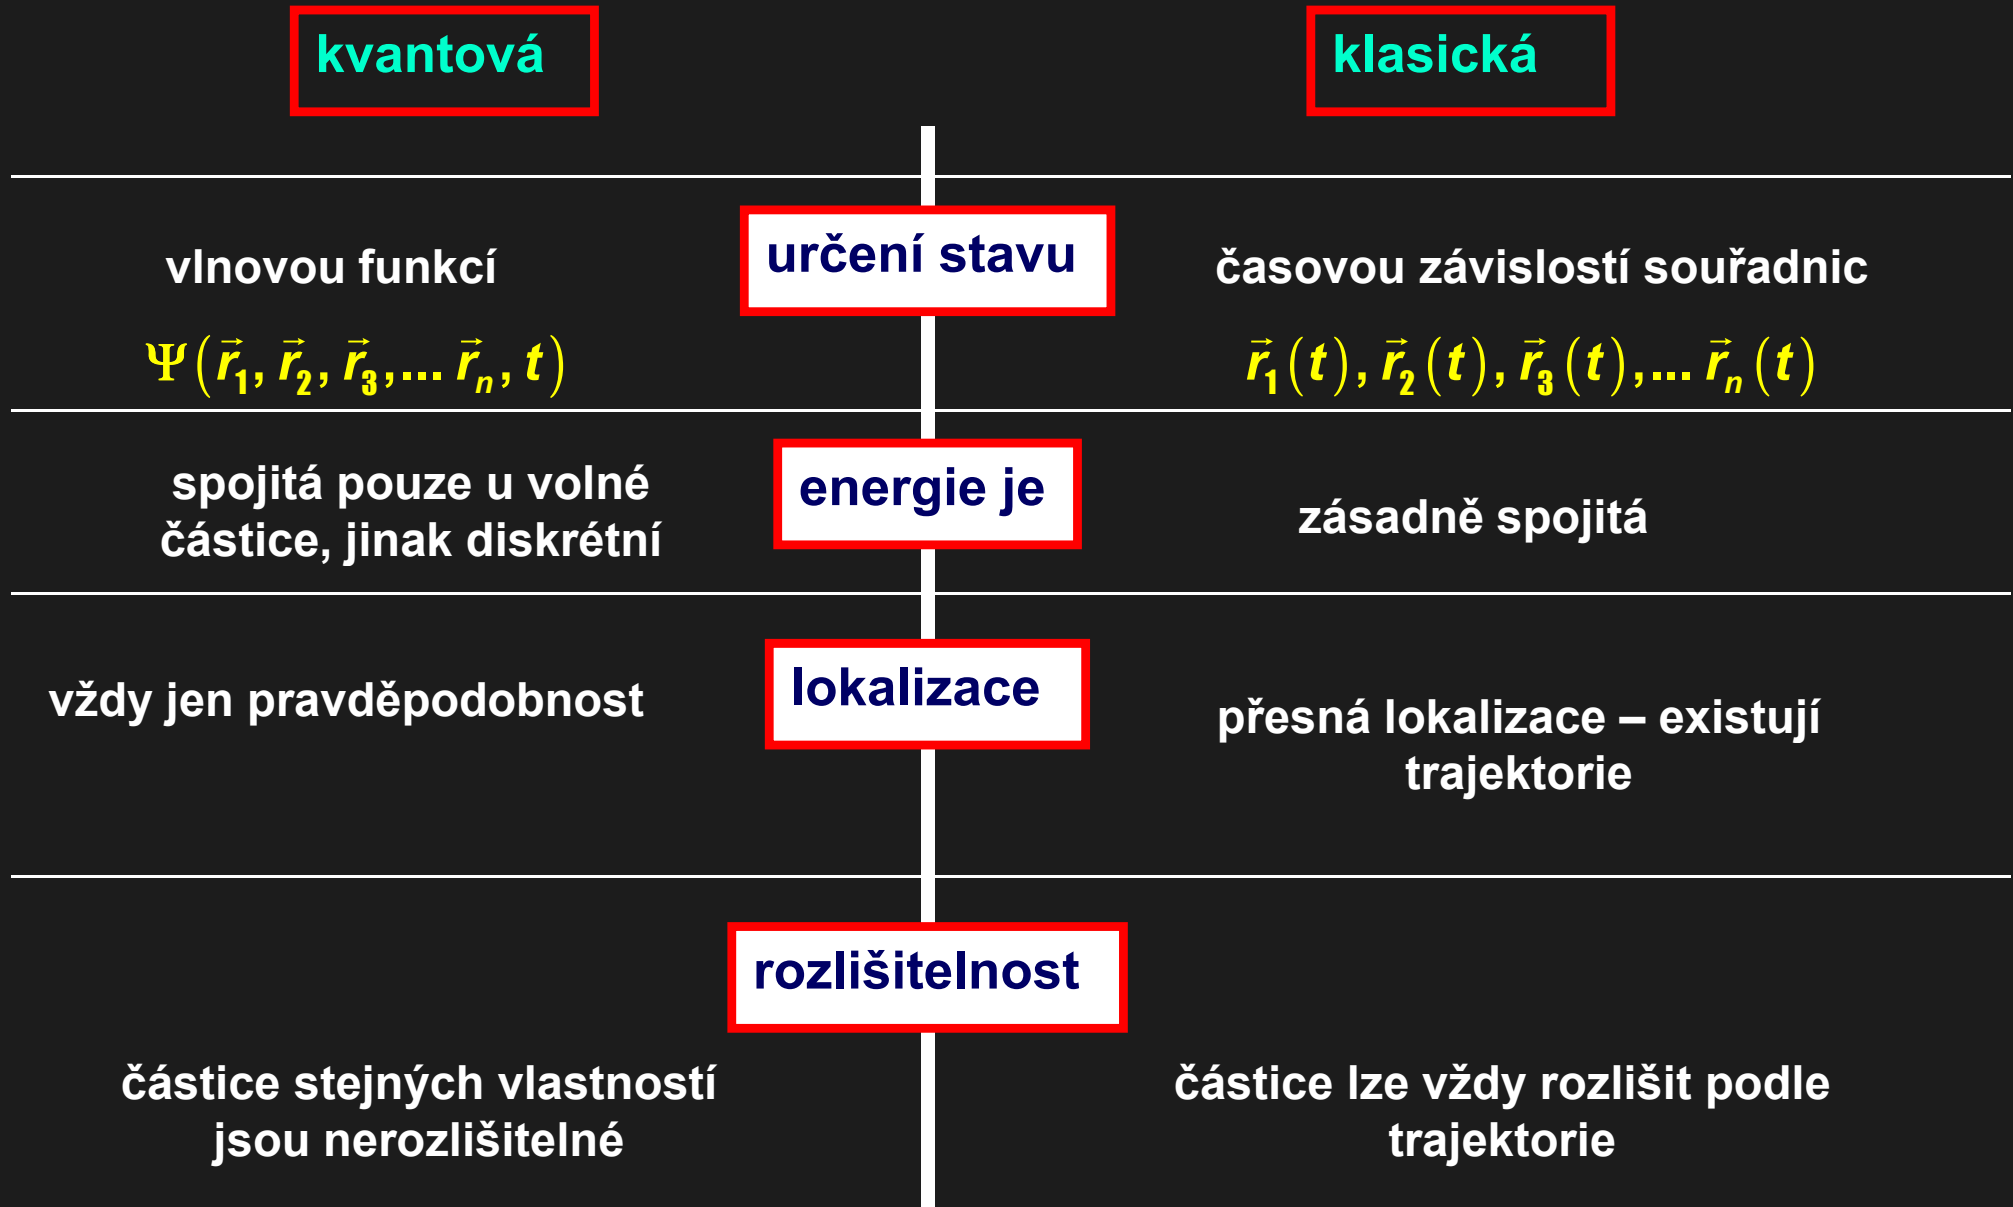 kvantová
klasická
určení stavu
vlnovou funkcí
časovou závislostí souřadnic
Ψ(r⃗₁, r⃗₂, r⃗₃,... r⃗ₙ, t)
r⃗₁(t), r⃗₂(t), r⃗₃(t),... r⃗ₙ(t)
energie je
spojitá pouze u volné
částice, jinak diskrétní
zásadně spojitá
lokalizace
vždy jen pravděpodobnost
přesná lokalizace – existují
trajektorie
rozlišitelnost
částice stejných vlastností
jsou nerozlišitelné
částice lze vždy rozlišit podle
trajektorie